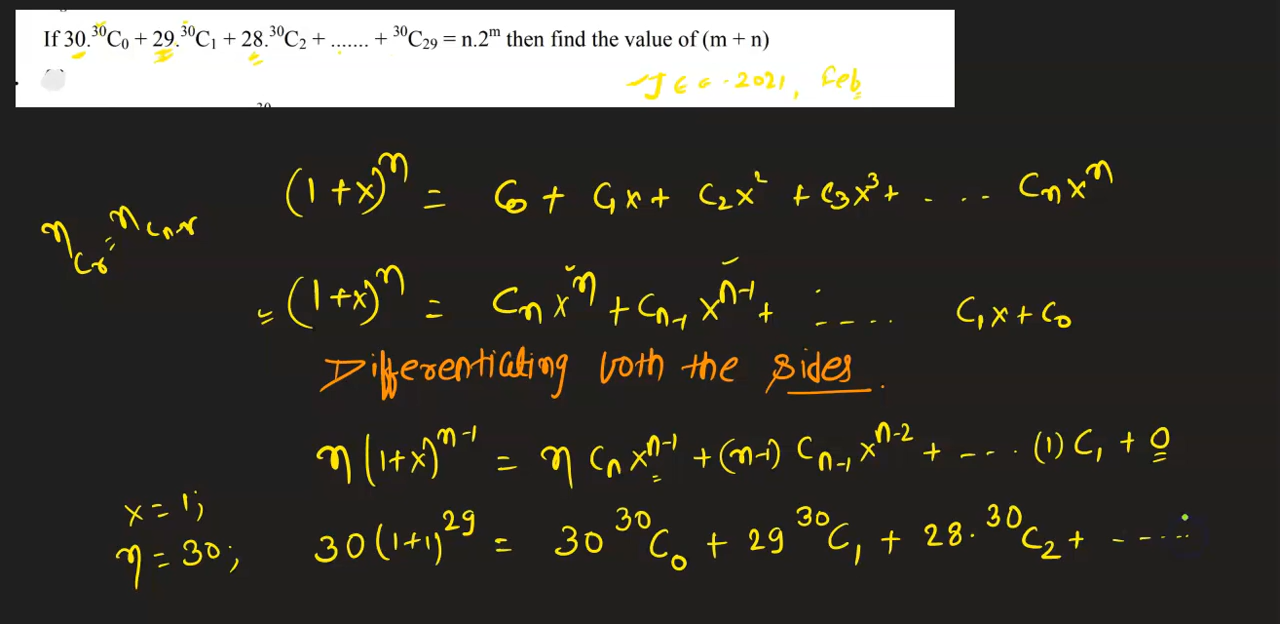 If 30.³⁰C₀ + 29.³⁰C₁ + 28.³⁰C₂ + ....... + ³⁰C₂₉ = n.2ᵐ then find the value of (m + n)
JEE - 2021, Feb
(1+x)ⁿ = C₀ + C₁x + C₂x² + C₃x³ + . ... Cₙxⁿ
ⁿCᵣ = ⁿCₙ₋ᵣ
= (1+x)ⁿ = Cₙxⁿ + Cₙ₋₁xⁿ⁻¹ + ..... C₁x + C₀
Differentiating both the sides.
n(1+x)ⁿ⁻¹ = n Cₙxⁿ⁻¹ + (n-1) Cₙ₋₁xⁿ⁻² + .... (1) C₁ + 0
x = 1;
n = 30; 30(1+1)²⁹ = 30 ³⁰C₀ + 29 ³⁰C₁ + 28. ³⁰C₂ + .....